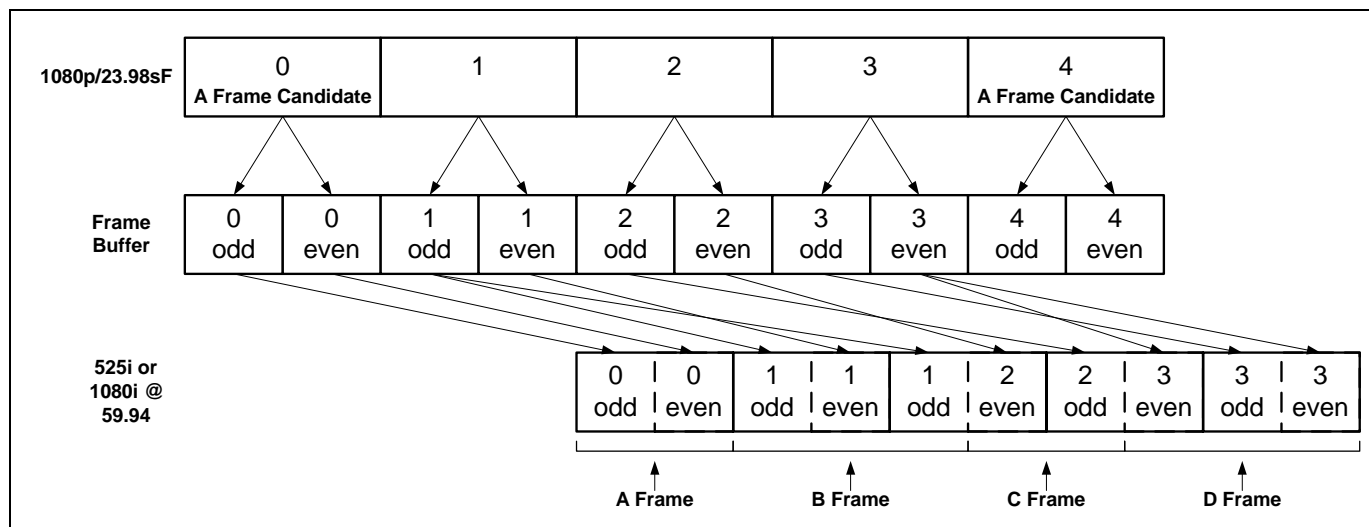 0 1 2 3 4
1080p/23.98sF
A Frame Candidate A Frame Candidate
0 0 1 1 2 2 3 3 4 4
Frame
Buffer
odd even odd even odd even odd even odd even
525i or
1080i @
59.94
0 0 1 1 1 2 2 3 3 3
odd even odd even odd even odd even odd even
A Frame B Frame C Frame D Frame